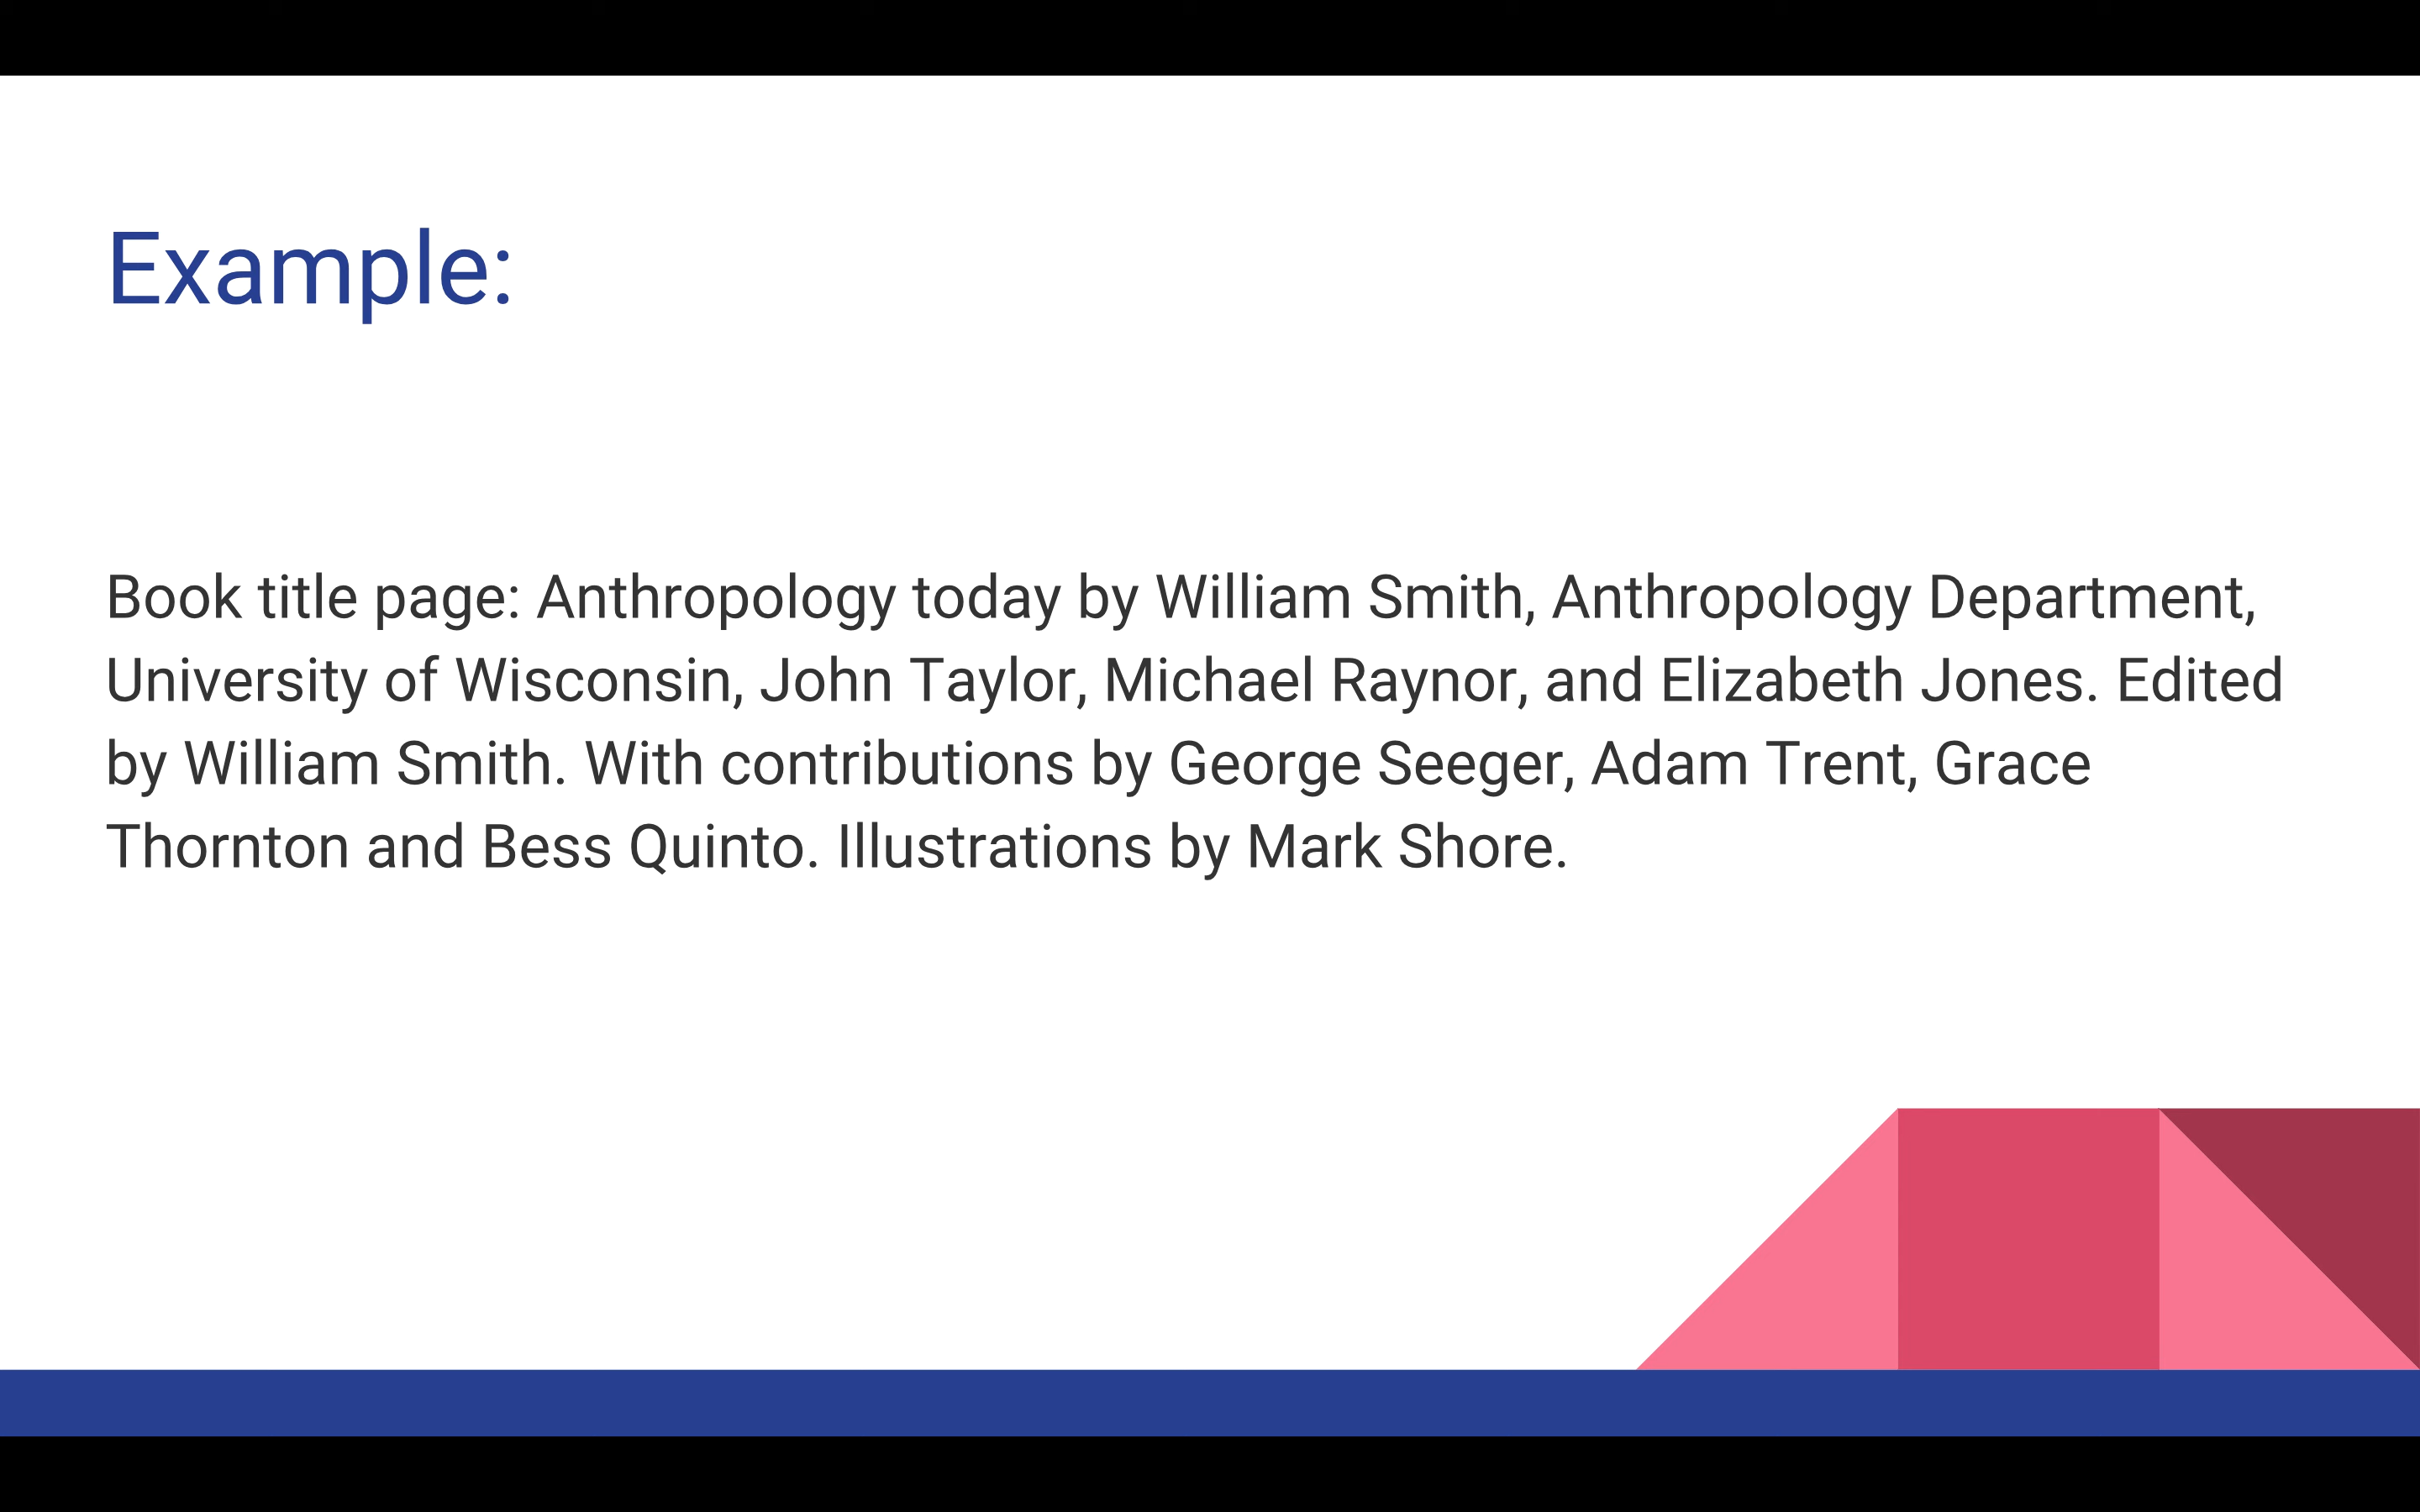 Example:
Book title page: Anthropology today by William Smith, Anthropology Department,
University of Wisconsin, John Taylor, Michael Raynor, and Elizabeth Jones. Edited
by William Smith. With contributions by George Seeger, Adam Trent, Grace
Thornton and Bess Quinto. Illustrations by Mark Shore.